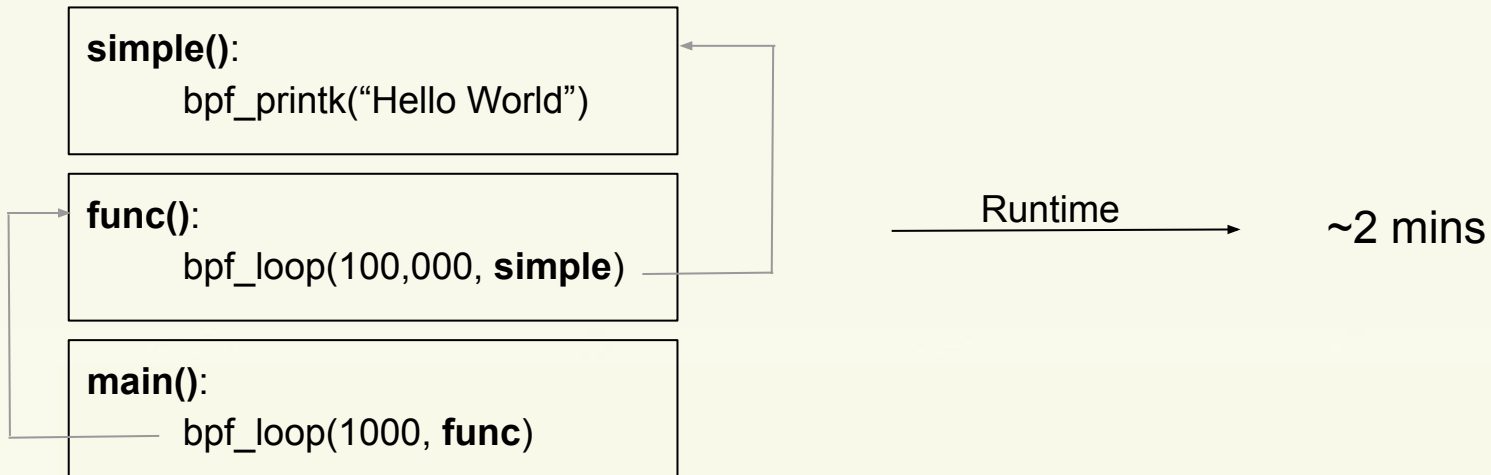 simple():
bpf_printk(“Hello World”)
func():
bpf_loop(100,000, simple)
main():
bpf_loop(1000, func)
Runtime
~2 mins